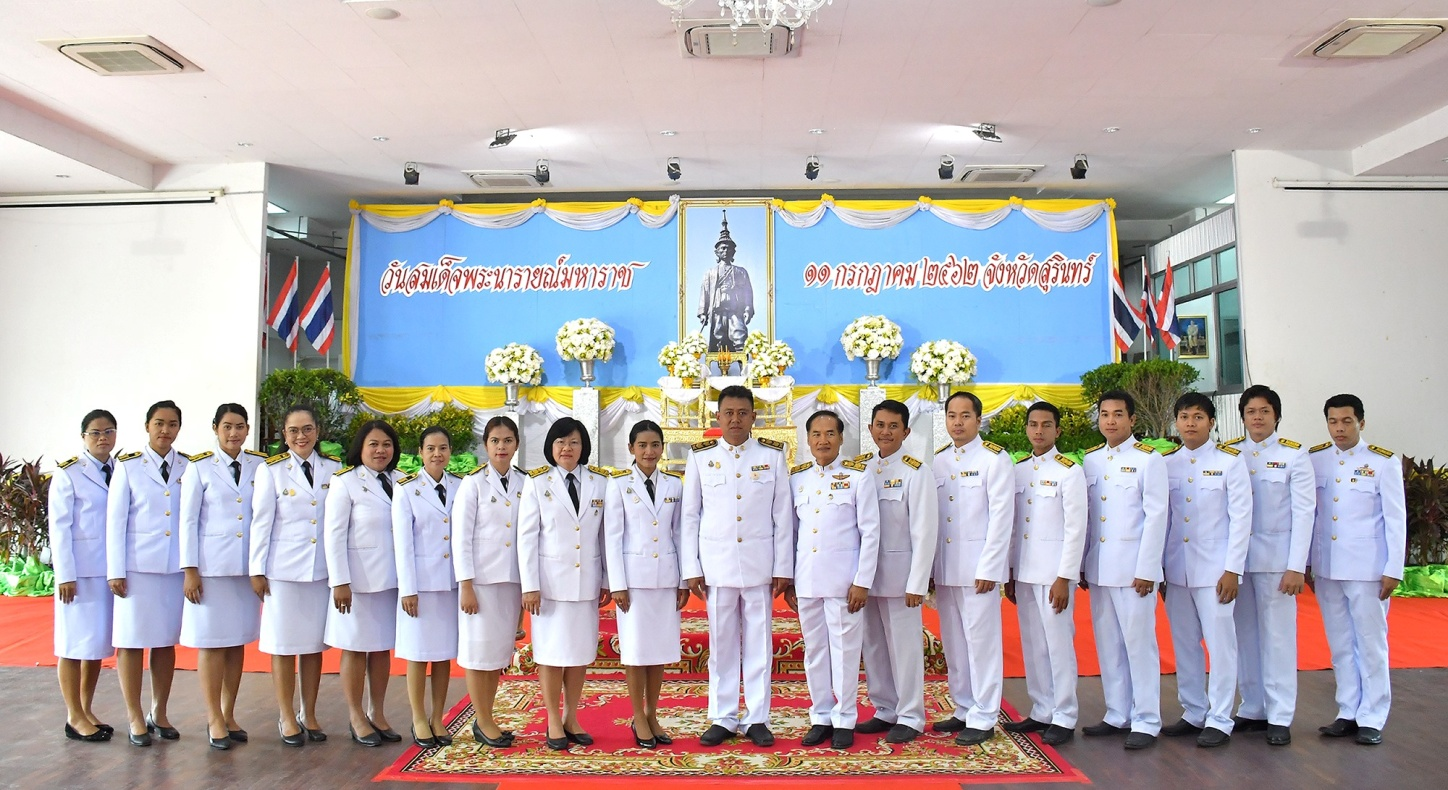 วันสมเด็จพระนารายณ์มหาราช
๑๑ กรกฎาคม ๒๕๖๒ จังหวัดสุรินทร์